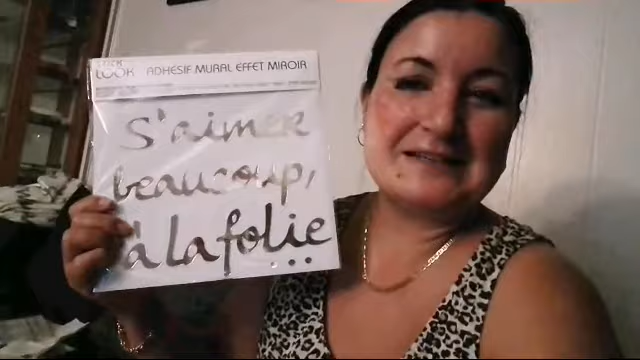 LOOK
ADHESIF MURAL EFFET MIROIR
S'aimer
beaucoup,
à la folie
...